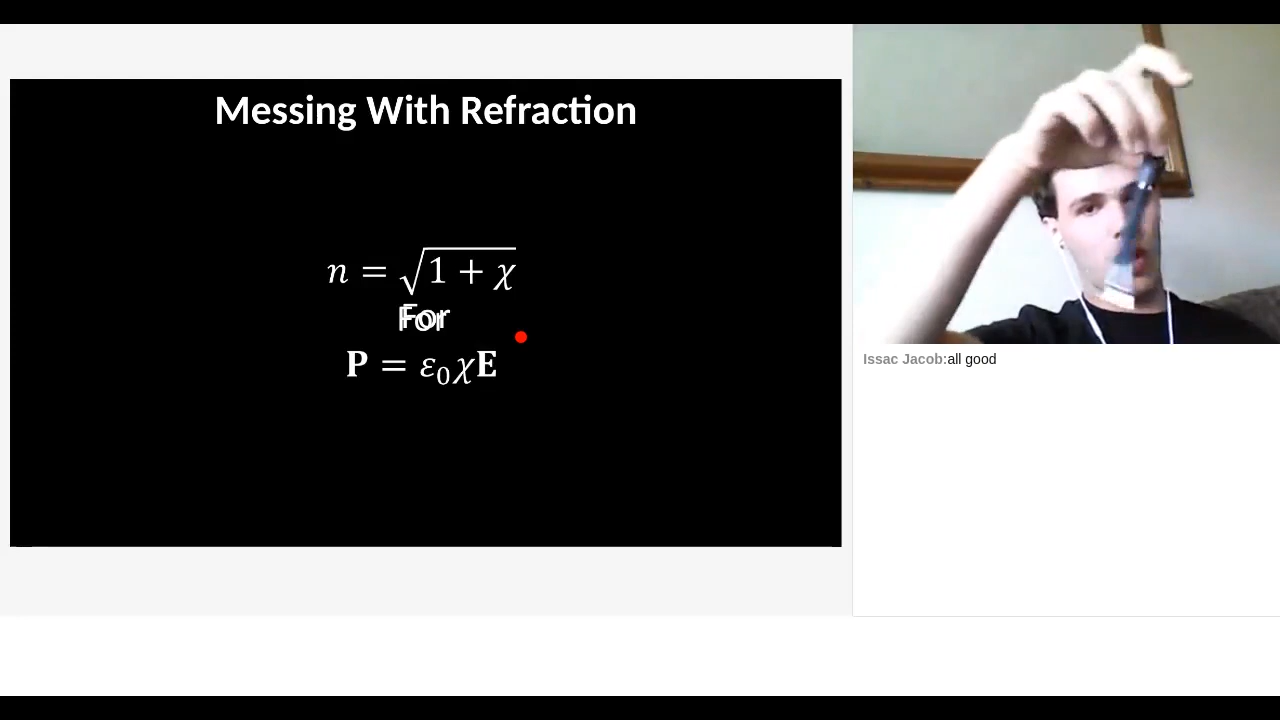 Messing With Refraction
n = √1 + χ
For
P = ε₀χE
Issac Jacob:all good